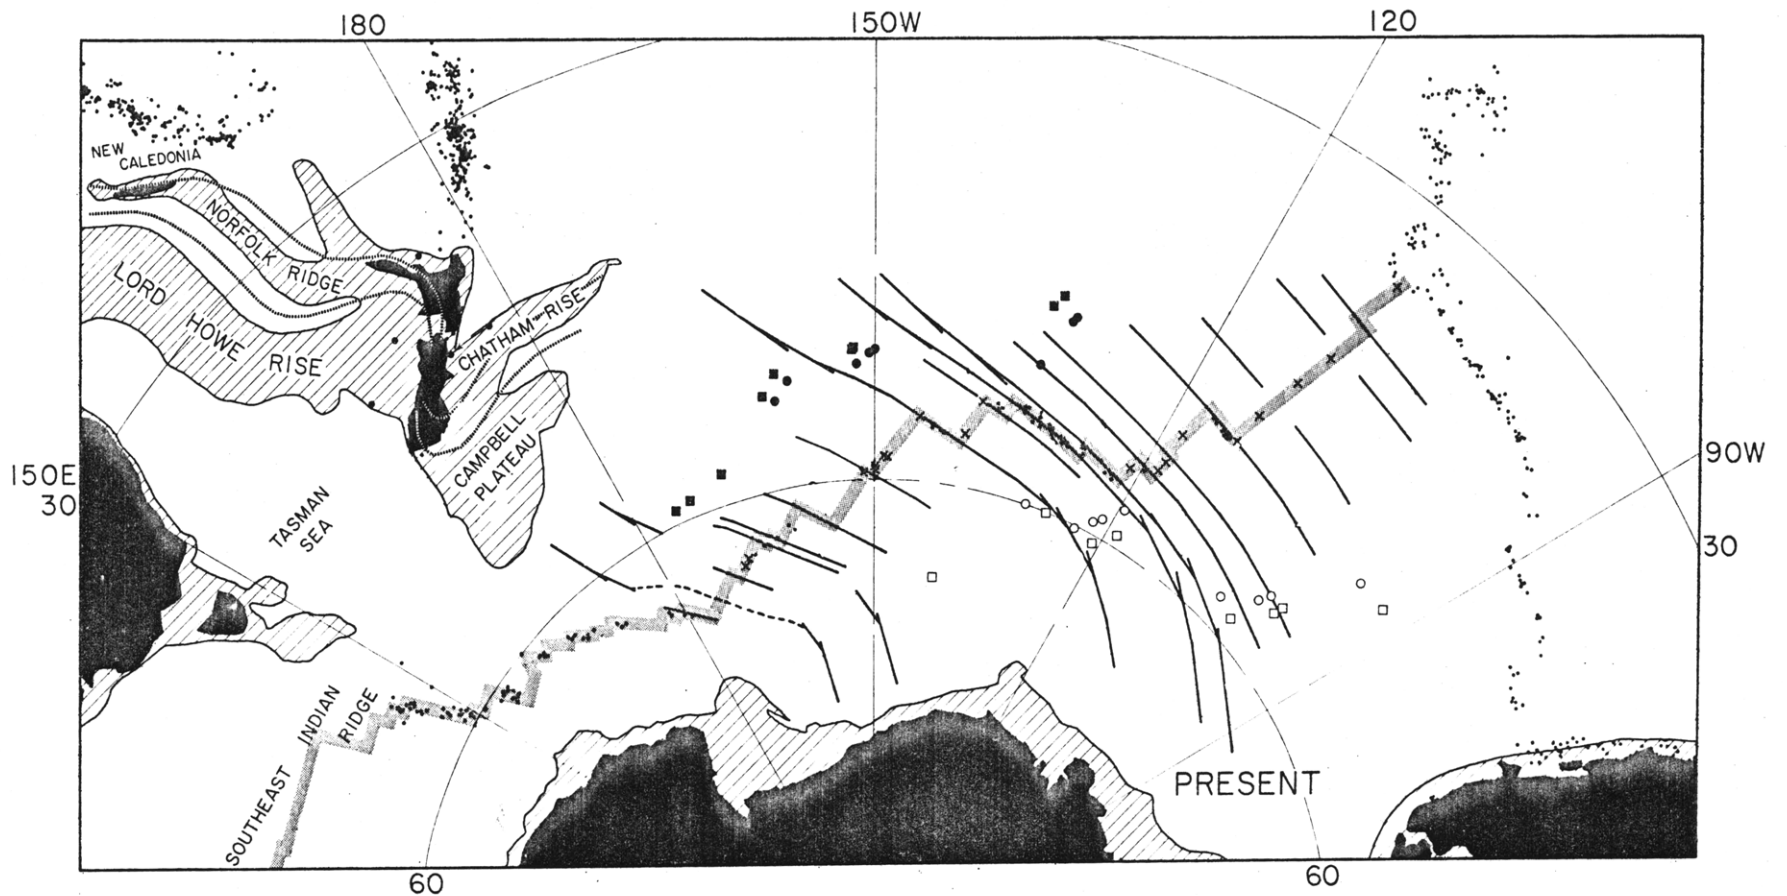 180
150W
120
NEW
CALEDONIA
NORFOLK
RIDGE
LORD
HOWE
RISE
CHATHAM RISE
CAMPBELL
PLATEAU
150E
30
TASMAN
SEA
90W
30
INDIAN
RIDGE
SOUTHEAST
PRESENT
60
60